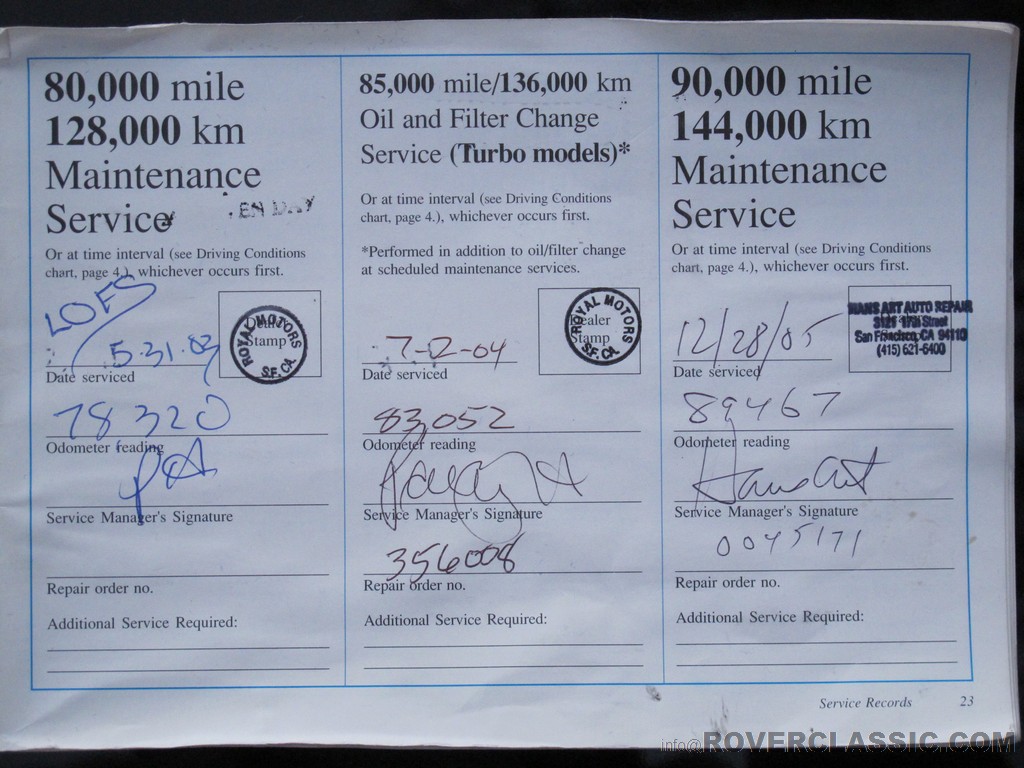 80,000 mile
128,000 km
Maintenance
Service
Or at time interval (see Driving Conditions
chart, page 4.), whichever occurs first.
LOFS
Dealer
Stamp
ROYAL MOTORS
S.F. CA.
5-31-03
Date serviced
78320
Odometer reading
Service Manager's Signature
Repair order no.
Additional Service Required:
85,000 mile/136,000 km
Oil and Filter Change
Service (Turbo models)*
Or at time interval (see Driving Conditions
chart, page 4.), whichever occurs first.
*Performed in addition to oil/filter change
at scheduled maintenance services.
Dealer
Stamp
ROYAL MOTORS
S.F. CA.
7-2-04
Date serviced
83,052
Odometer reading
Service Manager's Signature
356008
Repair order no.
Additional Service Required:
90,000 mile
144,000 km
Maintenance
Service
Or at time interval (see Driving Conditions
chart, page 4.), whichever occurs first.
HANS ART AUTO REPAIR
3121 17th Street
San Francisco, CA 94110
(415) 621-6400
12/28/05
Date serviced
89467
Odometer reading
Hans Art
Service Manager's Signature
0045171
Repair order no.
Additional Service Required:
Service Records 23
info@ROVERCLASSIC.COM